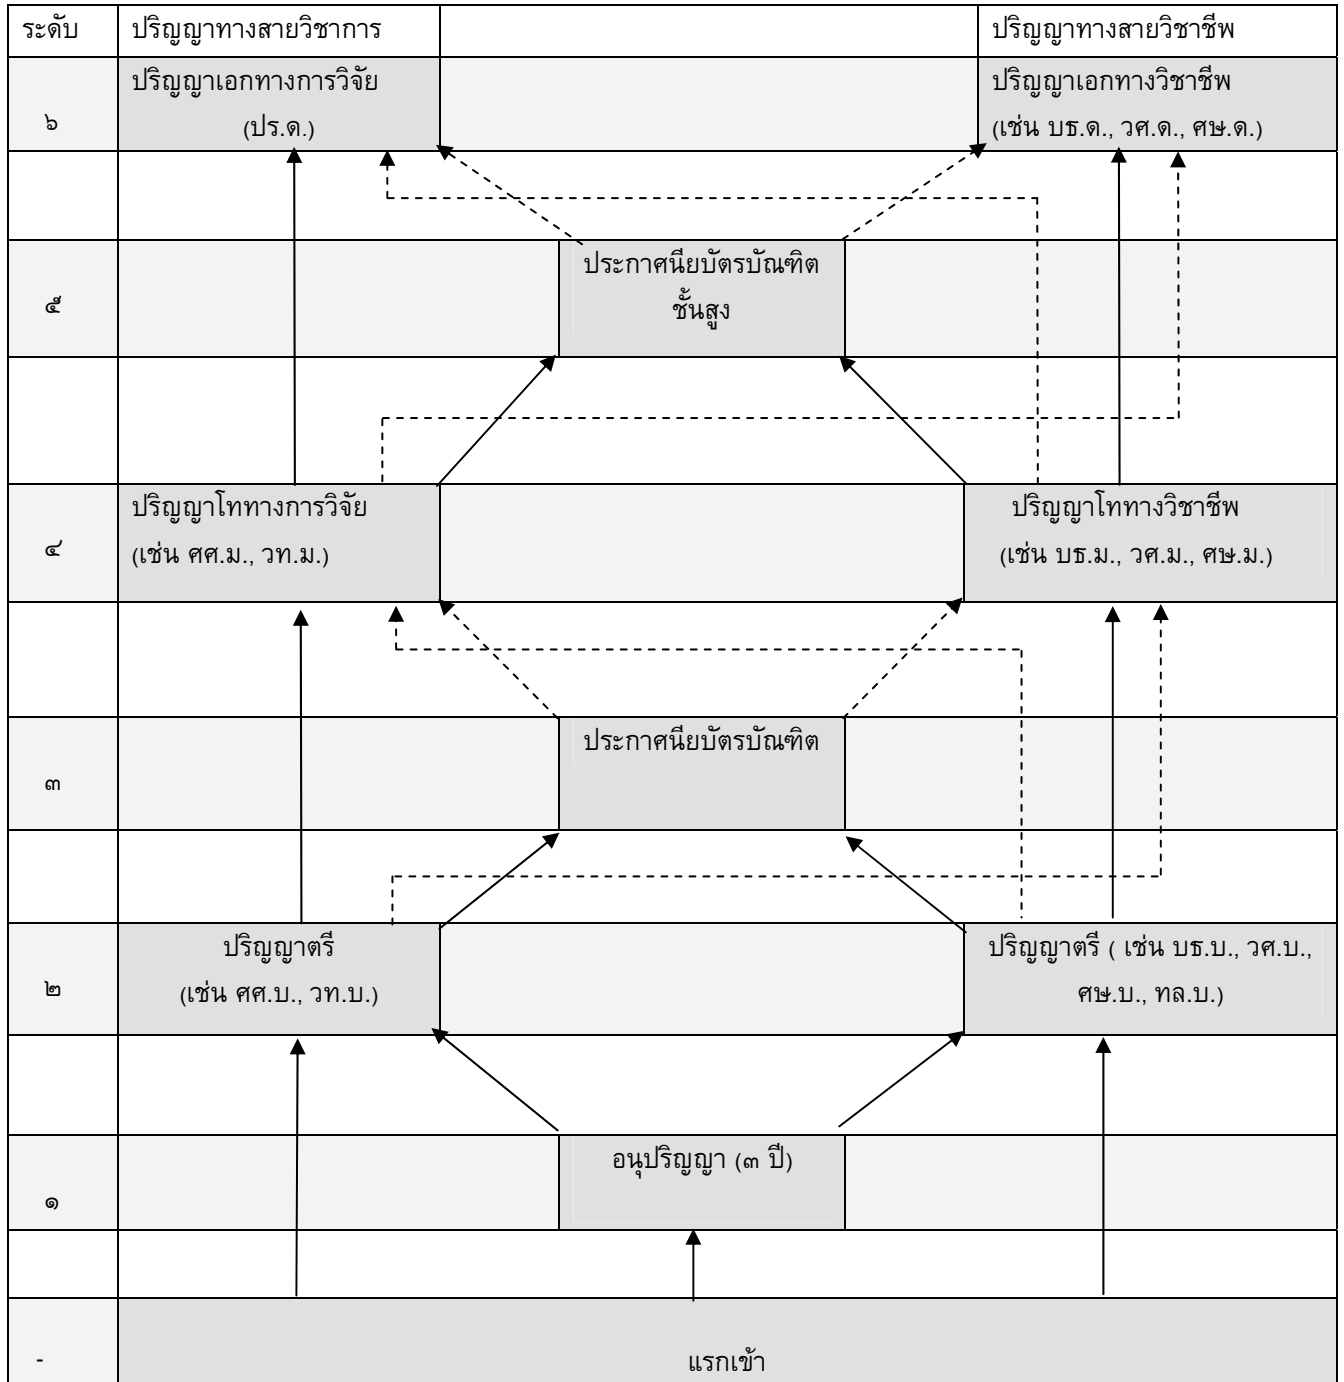 ระดับ ปริญญาทางสายวิชาการ ปริญญาทางสายวิชาชีพ
ปริญญาเอกทางการวิจัย ปริญญาเอกทางวิชาชีพ
๖ (ปร.ด.) (เช่น บธ.ด., วศ.ด., ศษ.ด.)
ประกาศนียบัตรบัณฑิต
๕ ชั้นสูง
ปริญญาโททางการวิจัย ปริญญาโททางวิชาชีพ
๔ (เช่น ศศ.ม., วท.ม.) (เช่น บธ.ม., วศ.ม., ศษ.ม.)
ประกาศนียบัตรบัณฑิต
๓
ปริญญาตรี ปริญญาตรี ( เช่น บธ.บ., วศ.บ.,
๒ (เช่น ศศ.บ., วท.บ.) ศษ.บ., ทล.บ.)
อนุปริญญา (๓ ปี)
๑
- แรกเข้า